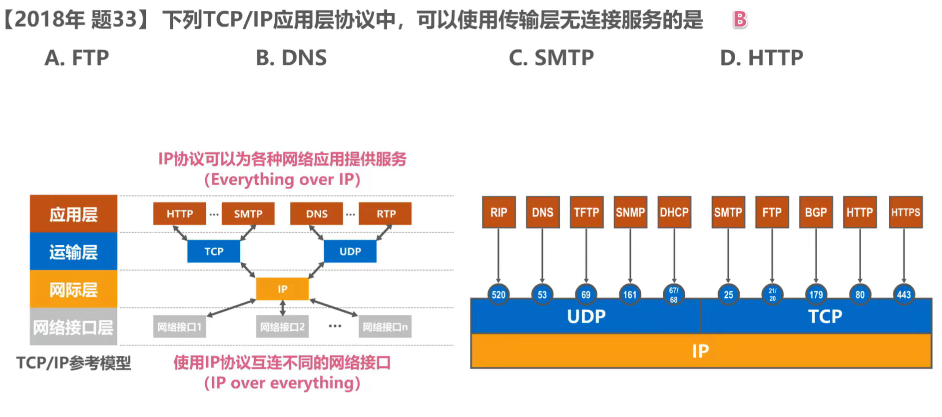 【2018年 题33】下列TCP/IP应用层协议中，可以使用传输层无连接服务的是 B
A. FTP B. DNS C. SMTP D. HTTP
IP协议可以为各种网络应用提供服务
（Everything over IP）
应用层 HTTP ··· SMTP DNS ··· RTP
运输层 TCP UDP
网际层 IP
网络接口层 网络接口1 网络接口2 ··· 网络接口n
TCP/IP参考模型
使用IP协议互连不同的网络接口
（IP over everything）
RIP DNS TFTP SNMP DHCP SMTP FTP BGP HTTP HTTPS
520 53 69 161 67/68 25 21/20 179 80 443
UDP TCP
IP